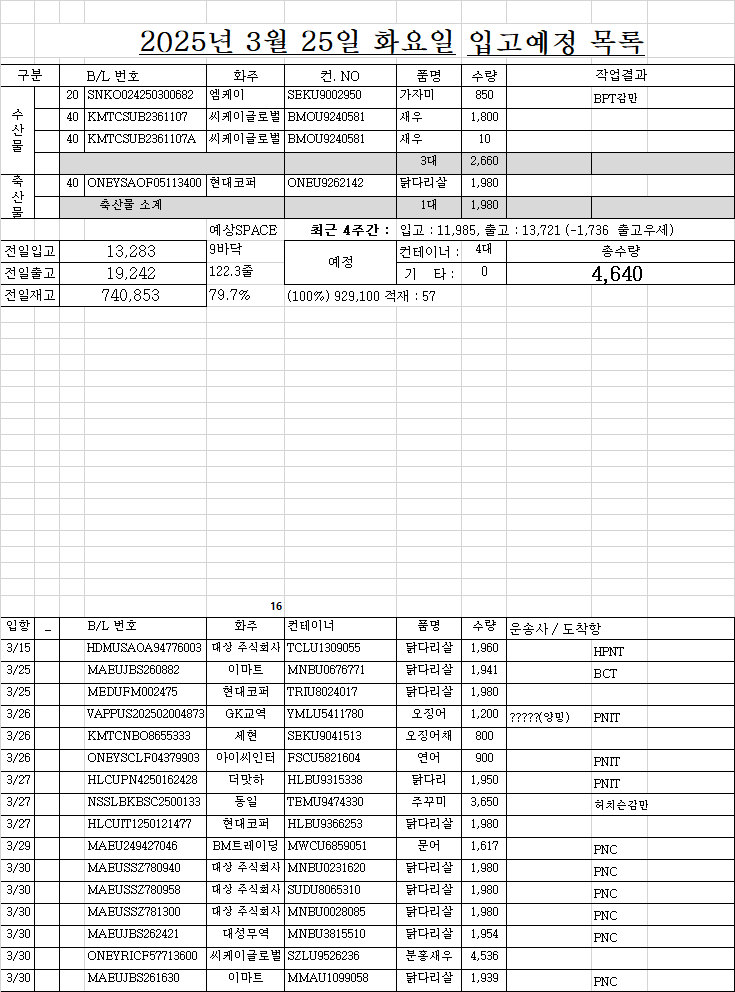 2025년 3월 25일 화요일 입고예정 목록
구분 B/L 번호 화주 컨. NO 품명 수량 작업결과
수산물
20 SNKO024250300682 엠케이 SEKU9002950 가자미 850 BPT감만
40 KMTCSUB2361107 씨케이글로벌 BMOU9240581 새우 1,800
40 KMTCSUB2361107A 씨케이글로벌 BMOU9240581 새우 10
3대 2,660
축산물
40 ONEYSAOF05113400 현대코퍼 ONEU9262142 닭다리살 1,980
축산물 소계 1대 1,980
예상SPACE 최근 4주간 : 입고 : 11,985, 출고 : 13,721 (-1,736 출고우세)
전일입고 13,283 9바닥 예정 컨테이너 : 4대 총수량
전일출고 19,242 122.3줄 기 타 : 0 4,640
전일재고 740,853 79.7% (100%) 929,100 적재 : 57
16
입항 _ B/L 번호 화주 컨테이너 품명 수량 운송사 / 도착항
3/15 HDMUSAOA94776003 대상 주식회사 TCLU1309055 닭다리살 1,960 HPNT
3/25 MAEUJBS260882 이마트 MNBU0676771 닭다리살 1,941 BCT
3/25 MEDUFM002475 현대코퍼 TRIU8024017 닭다리살 1,980
3/26 VAPPUS202502004873 GK교역 YMLU5411780 오징어 1,200 ?????(양밍) PNIT
3/26 KMTCNBO8655333 세현 SEKU9041513 오징어채 800
3/26 ONEYSCLF04379903 아이씨인터 FSCU5821604 연어 900 PNIT
3/27 HLCUPN4250162428 더맛하 HLBU9315338 닭다리 1,950 PNIT
3/27 NSSLBKBSC2500133 동일 TEMU9474330 주꾸미 3,650 허치슨감만
3/27 HLCUIT1250121477 현대코퍼 HLBU9366253 닭다리살 1,980
3/29 MAEU249427046 BM트레이딩 MWCU6859051 문어 1,617 PNC
3/30 MAEUSSZ780940 대상 주식회사 MNBU0231620 닭다리살 1,980 PNC
3/30 MAEUSSZ780958 대상 주식회사 SUDU8065310 닭다리살 1,980 PNC
3/30 MAEUSSZ781300 대상 주식회사 MNBU0028085 닭다리살 1,980 PNC
3/30 MAEUJBS262421 대성무역 MNBU3815510 닭다리살 1,954 PNC
3/30 ONEYRICF57713600 씨케이글로벌 SZLU9526236 분홍새우 4,536
3/30 MAEUJBS261630 이마트 MMAU1099058 닭다리살 1,939 PNC